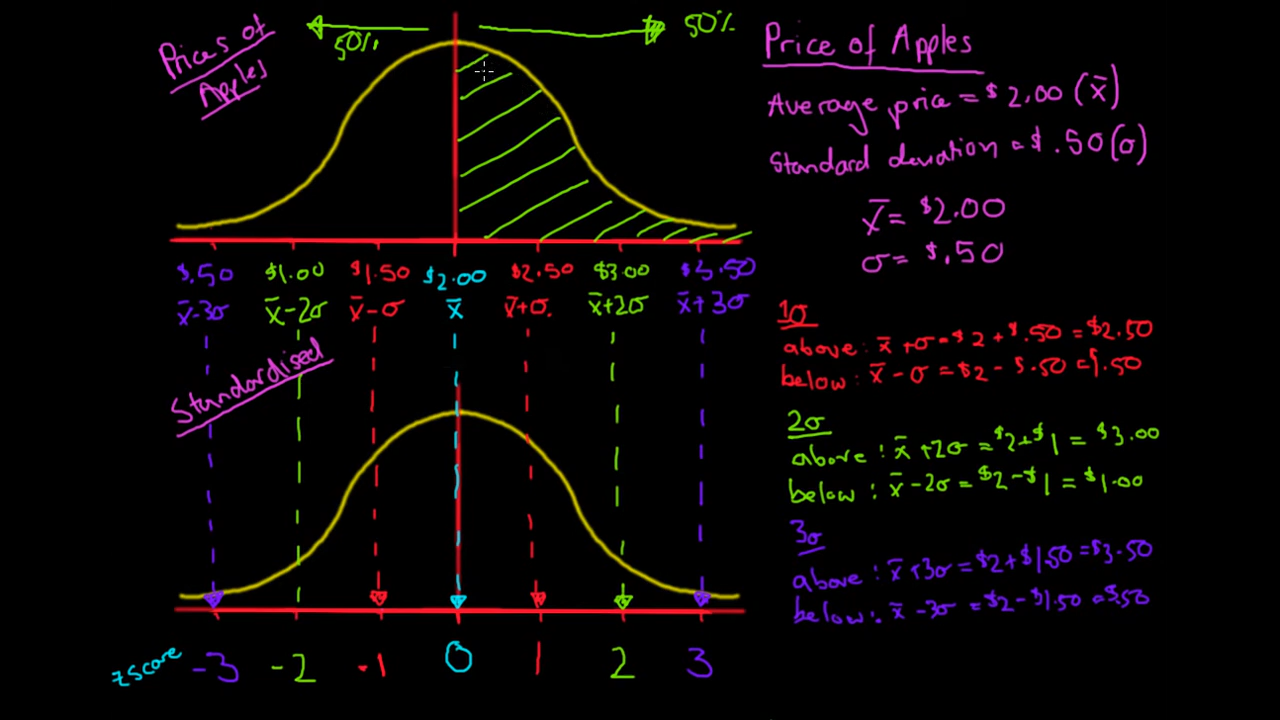 Prices of
Apples
50%
50%
$.50 $1.00 $1.50 $2.00 $2.50 $3.00 $3.50
x̄-3σ x̄-2σ x̄-σ x̄ x̄+σ. x̄+2σ x̄+3σ
Standardised
zscore -3 -2 -1 0 1 2 3
Price of Apples
Average price = $2.00 (x̄)
Standard deviation = $.50 (σ)
x̄ = $2.00
σ = $.50
1σ
above: x̄+σ = $2+$.50 = $2.50
below: x̄-σ = $2-$.50 = $1.50
2σ
above: x̄+2σ = $2+$1 = $3.00
below: x̄-2σ = $2-$1 = $1.00
3σ
above: x̄+3σ = $2+$1.50 = $3.50
below: x̄-3σ = $2-$1.50 = $.50